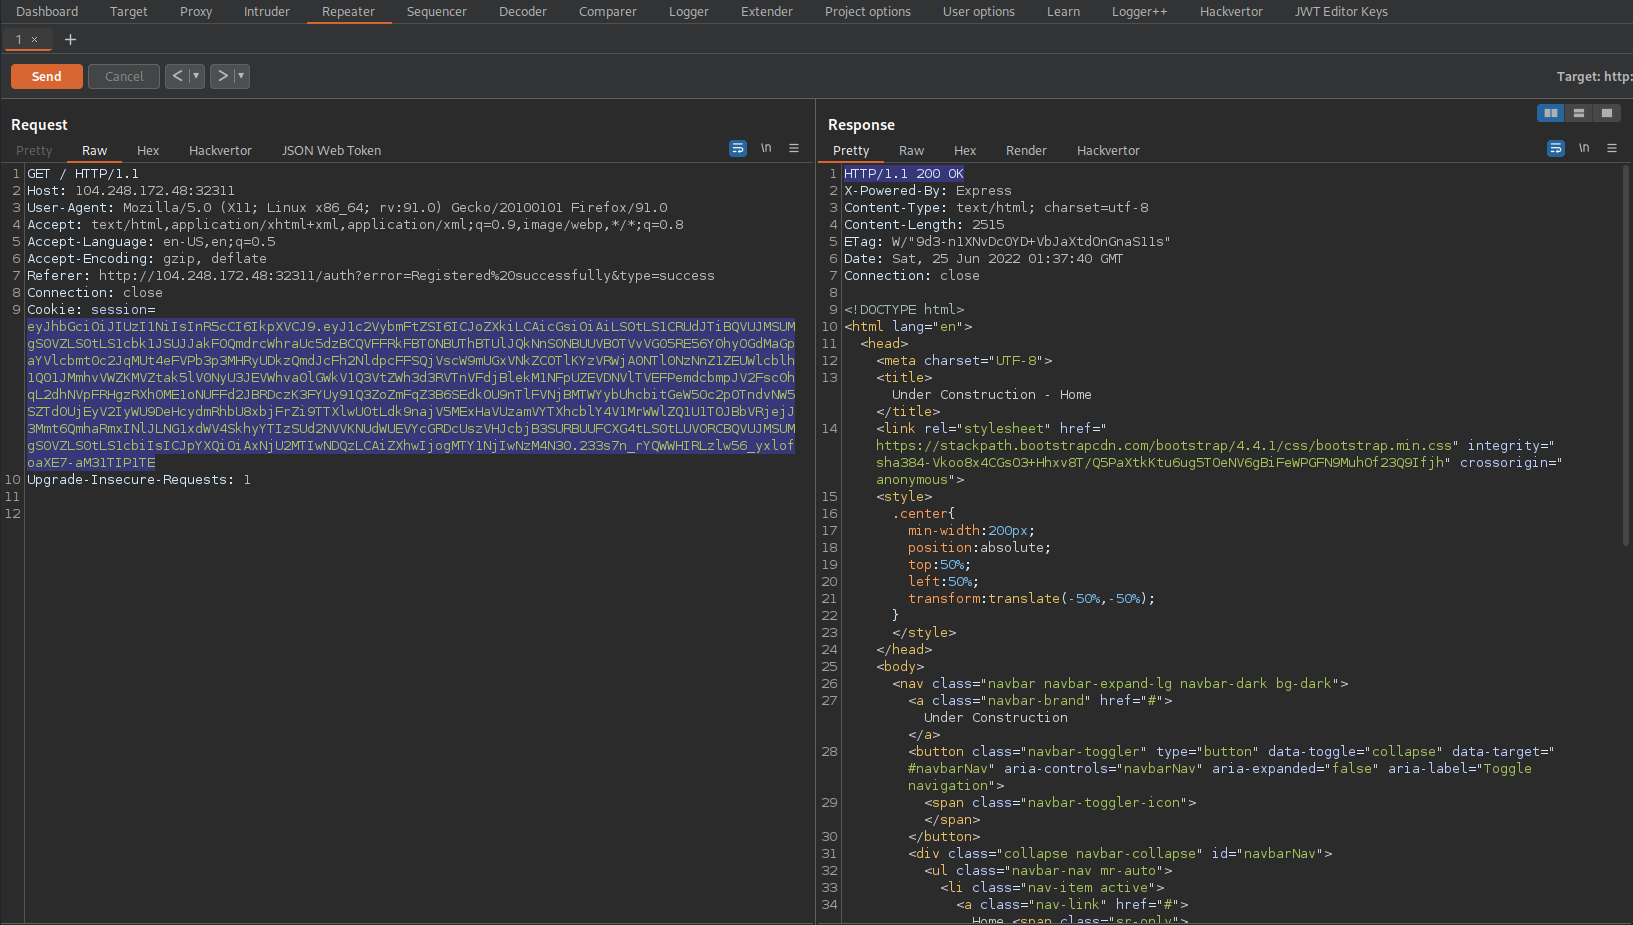 Dashboard Target Proxy Intruder Repeater Sequencer Decoder Comparer Logger Extender Project options User options Learn Logger++ Hackvertor JWT Editor Keys
1 × +
Send Cancel < ▾ > ▾ Target: http:
Request
Pretty Raw Hex Hackvertor JSON Web Token \n
1 GET / HTTP/1.1
2 Host: 104.248.172.48:32311
3 User-Agent: Mozilla/5.0 (X11; Linux x86_64; rv:91.0) Gecko/20100101 Firefox/91.0
4 Accept: text/html,application/xhtml+xml,application/xml;q=0.9,image/webp,*/*;q=0.8
5 Accept-Language: en-US,en;q=0.5
6 Accept-Encoding: gzip, deflate
7 Referer: http://104.248.172.48:32311/auth?error=Registered%20successfully&type=success
8 Connection: close
9 Cookie: session=
10 Upgrade-Insecure-Requests: 1
11
12
Response
Pretty Raw Hex Render Hackvertor \n
1 HTTP/1.1 200 OK
2 X-Powered-By: Express
3 Content-Type: text/html; charset=utf-8
4 Content-Length: 2515
5 
6 Date: Sat, 25 Jun 2022 01:37:40 GMT
7 Connection: close
8
9 <!DOCTYPE html>
10 <html lang="en">
11 <head>
12 <meta charset="UTF-8">
13 <title>
Under Construction - Home
</title>
14 <link rel="stylesheet" href="
https://stackpath.bootstrapcdn.com/bootstrap/4.4.1/css/bootstrap.min.css" integrity="
sha384-Vkoo8x4CGsO3+Hhxv8T/Q5PaXtkKtu6ug5TOeNV6gBiFeWPGFN9MuhOf23Q9Ifjh" crossorigin="
anonymous">
15 <style>
16 .center{
17 min-width:200px;
18 position:absolute;
19 top:50%;
20 left:50%;
21 transform:translate(-50%,-50%);
22 }
23 </style>
24 </head>
25 <body>
26 <nav class="navbar navbar-expand-lg navbar-dark bg-dark">
27 <a class="navbar-brand" href="#">
Under Construction
</a>
28 <button class="navbar-toggler" type="button" data-toggle="collapse" data-target="
#navbarNav" aria-controls="navbarNav" aria-expanded="false" aria-label="Toggle
navigation">
29 <span class="navbar-toggler-icon">
</span>
30 </button>
31 <div class="collapse navbar-collapse" id="navbarNav">
32 <ul class="navbar-nav mr-auto">
33 <li class="nav-item active">
34 <a class="nav-link" href="#">
Home <span class="sr-only">